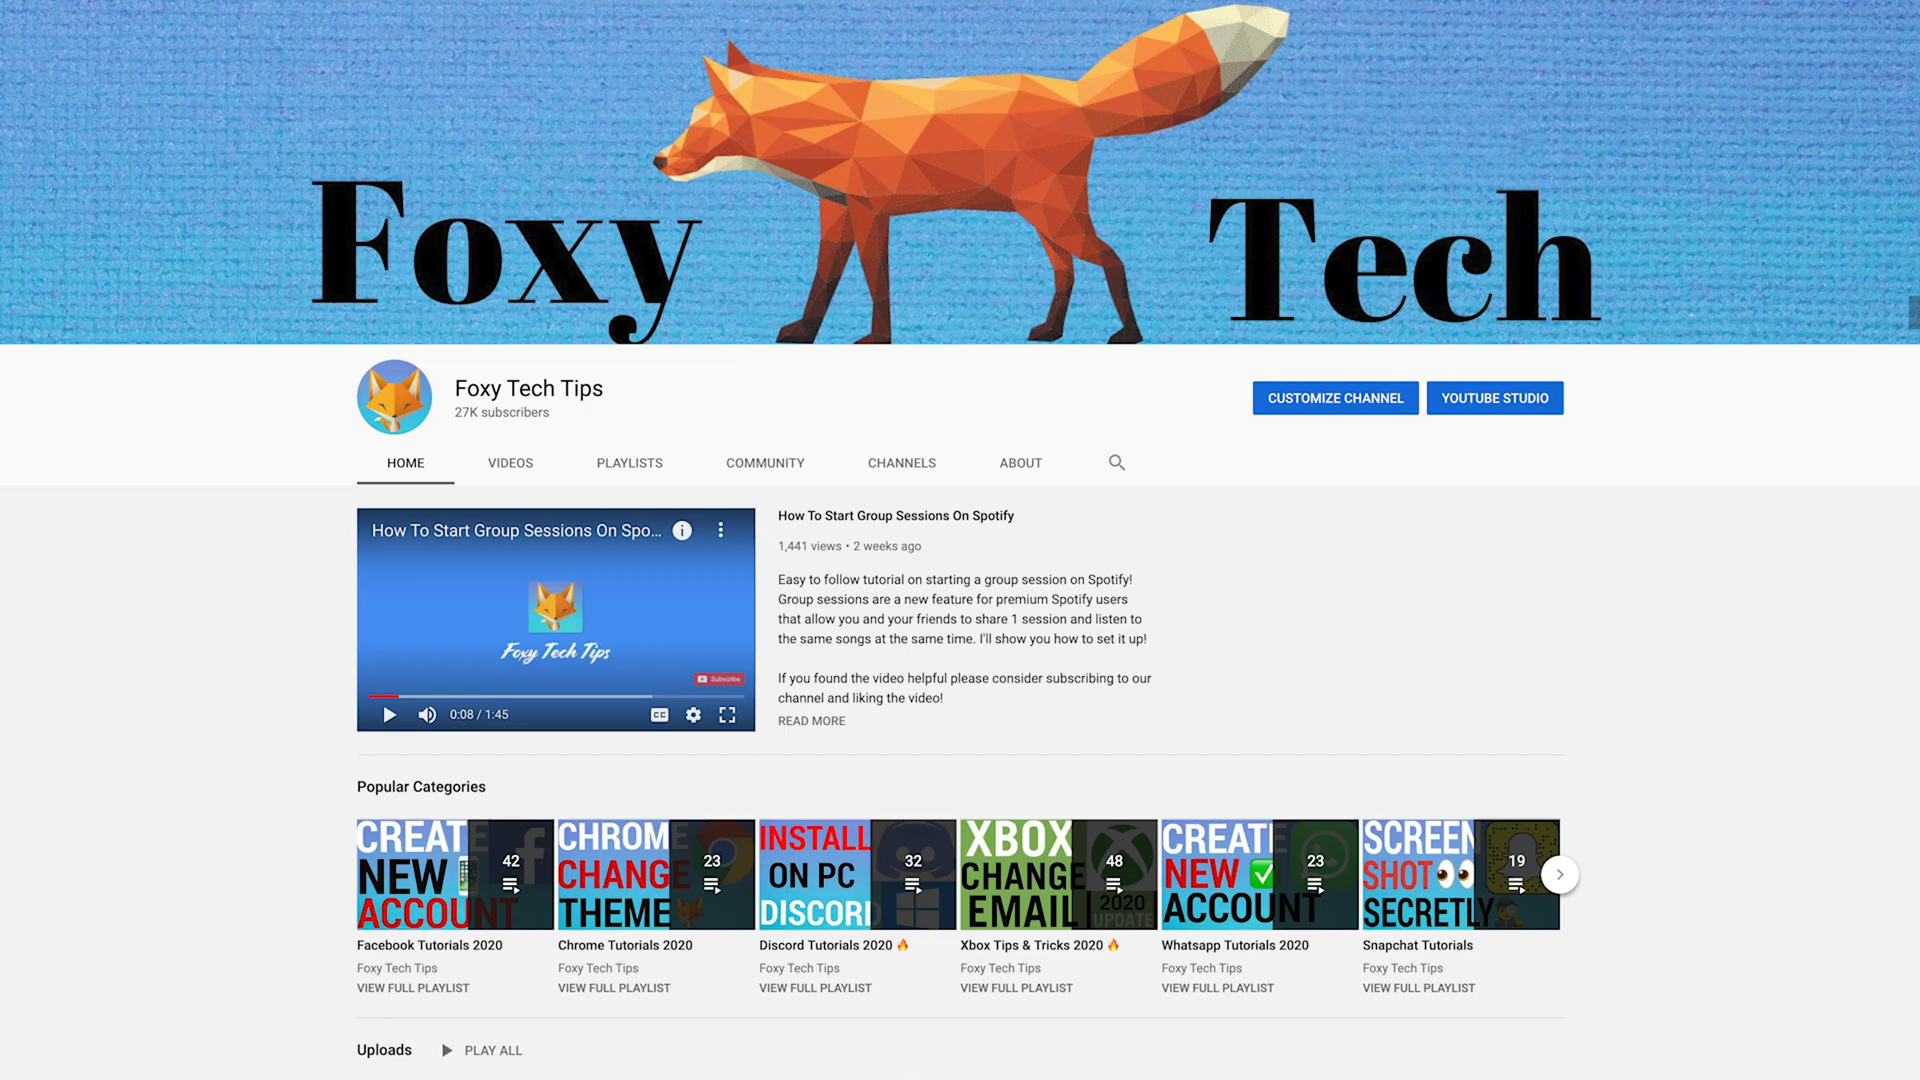 Foxy Tech
Foxy Tech Tips
27K subscribers
CUSTOMIZE CHANNEL
YOUTUBE STUDIO
HOME
VIDEOS
PLAYLISTS
COMMUNITY
CHANNELS
ABOUT
How To Start Group Sessions On Spo...
Foxy Tech Tips
Subscribe
0:08 / 1:45
CC
How To Start Group Sessions On Spotify
1,441 views • 2 weeks ago
Easy to follow tutorial on starting a group session on Spotify!
Group sessions are a new feature for premium Spotify users
that allow you and your friends to share 1 session and listen to
the same songs at the same time. I'll show you how to set it up!
If you found the video helpful please consider subscribing to our
channel and liking the video!
READ MORE
Popular Categories
CREATE
NEW
ACCOUNT
42
Facebook Tutorials 2020
Foxy Tech Tips
VIEW FULL PLAYLIST
CHROME
CHANGE
THEME
23
Chrome Tutorials 2020
Foxy Tech Tips
VIEW FULL PLAYLIST
INSTALL
ON PC
DISCORD
32
Discord Tutorials 2020 🔥
Foxy Tech Tips
VIEW FULL PLAYLIST
XBOX
CHANGE
EMAIL
48
2020
UPDATE
Xbox Tips & Tricks 2020 🔥
Foxy Tech Tips
VIEW FULL PLAYLIST
CREATE
NEW ✅
ACCOUNT
23
Whatsapp Tutorials 2020
Foxy Tech Tips
VIEW FULL PLAYLIST
SCREEN
SHOT 👀
SECRETLY
19
Snapchat Tutorials
Foxy Tech Tips
VIEW FULL PLAYLIST
Uploads
PLAY ALL